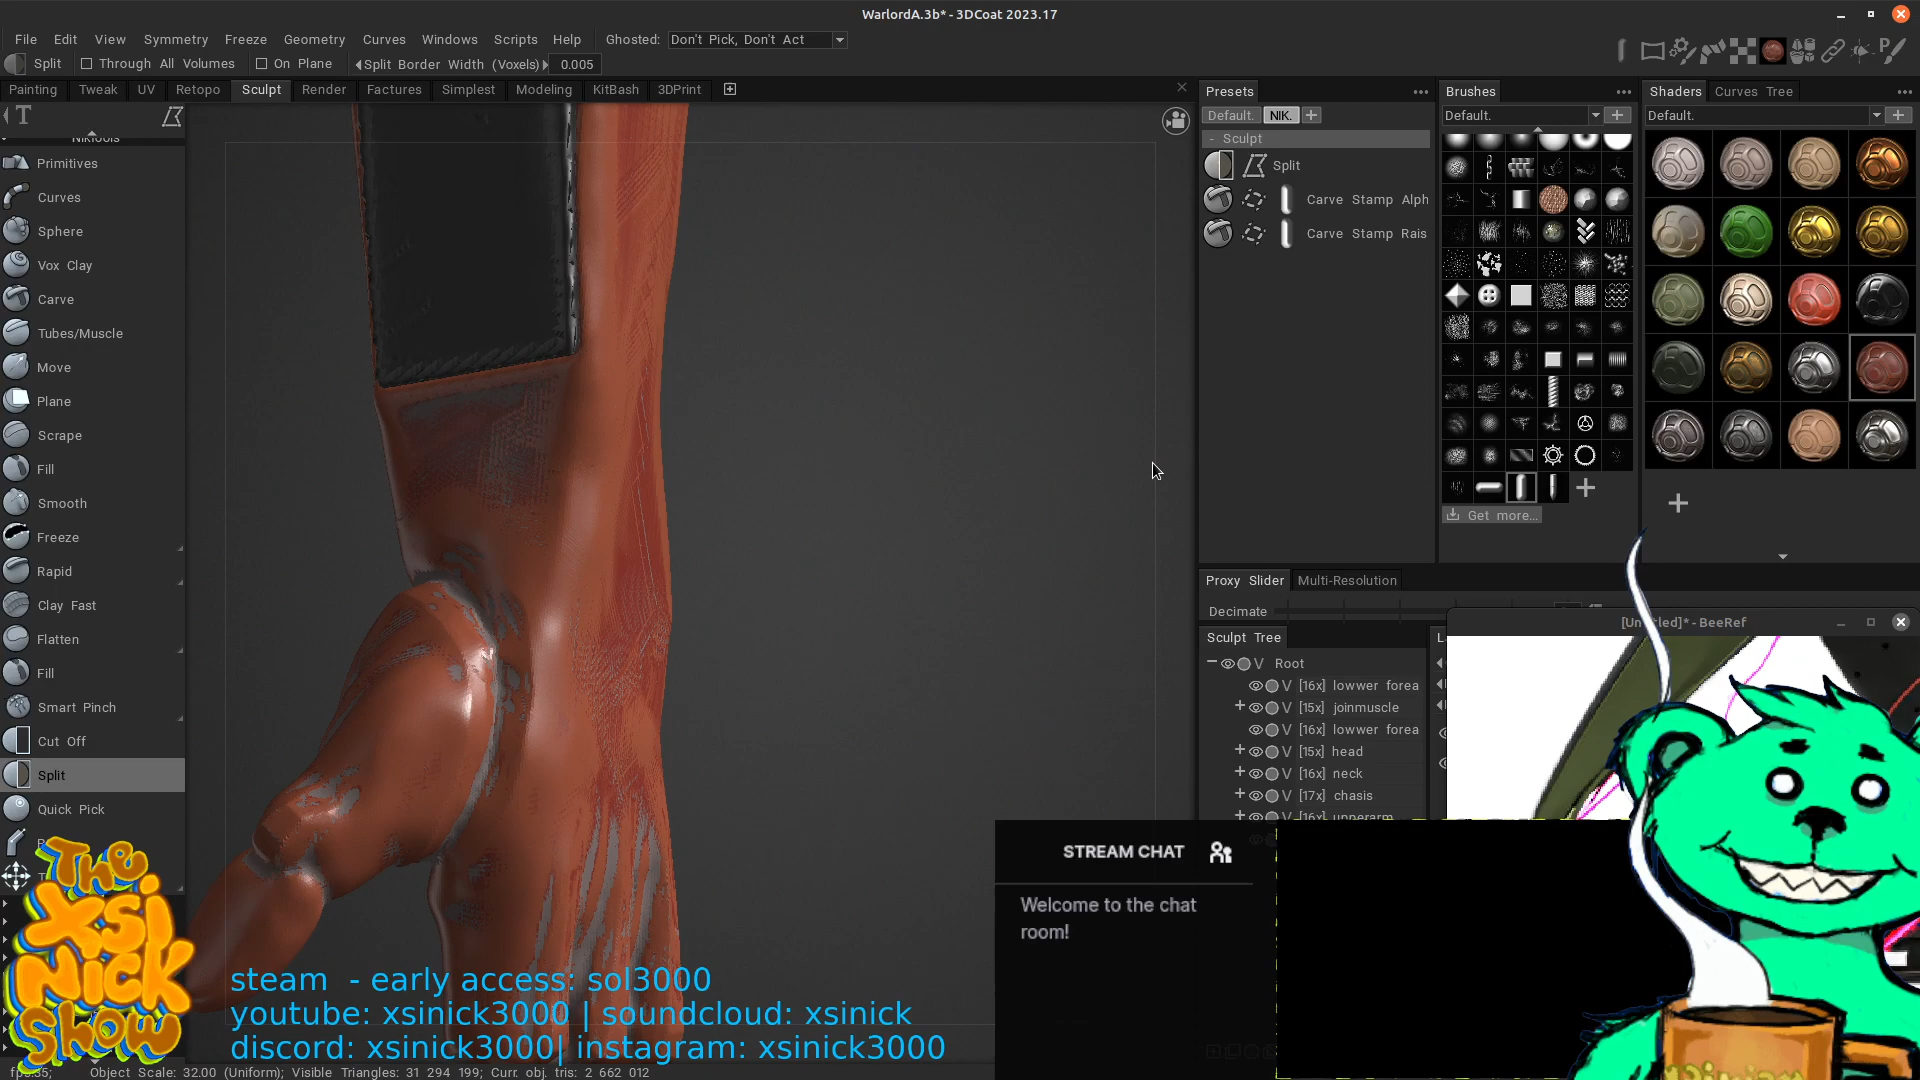 WarlordA.3b* - 3DCoat 2023.17
File Edit View Symmetry Freeze Geometry Curves Windows Scripts Help Ghosted: Don't Pick, Don't Act
Split Through All Volumes On Plane Split Border Width (Voxels) 0.005
Painting Tweak UV Retopo Sculpt Render Factures Simplest Modeling KitBash 3DPrint
NikTools
Primitives
Curves
Sphere
Vox Clay
Carve
Tubes/Muscle
Move
Plane
Scrape
Fill
Smooth
Freeze
Rapid
Clay Fast
Flatten
Fill
Smart Pinch
Cut Off
Split
Quick Pick
Presets
Default. NIK.
- Sculpt
Split
Carve Stamp Alph
Carve Stamp Rais
Brushes
Default.
Get more...
Shaders Curves Tree
Default.
Proxy Slider Multi-Resolution
Decimate
Sculpt Tree
V Root
V [16x] lowwer forea
V [15x] joinmuscle
V [16x] lowwer forea
V [15x] head
V [16x] neck
V [17x] chasis
V [16x] upperarm
[Untitled]* - BeeRef
STREAM CHAT
Welcome to the chat
room!
The
xsi
Nick
Show
steam - early access: sol3000
youtube: xsinick3000 | soundcloud: xsinick
discord: xsinick3000| instagram: xsinick3000
Object Scale: 32.00 (Uniform); Visible Triangles: 31 294 199; Curr. obj. tris: 2 662 012